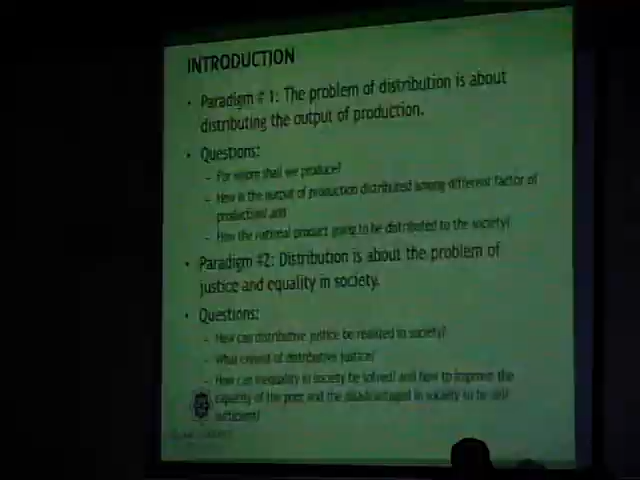 INTRODUCTION
• Paradigm # 1: The problem of distribution is about
distributing the output of production.
• Questions:
– For whom shall we produce?
– How is the output of production distributed among different factor of
production? and
– How the national product going to be distributed to the society?
• Paradigm #2: Distribution is about the problem of
justice and equality in society.
• Questions:
– How can distributive justice be realized in society?
– What of distributive justice?
– How can inequality in society be solved? and how to improve the
capacity of the poor and the disadvantaged in society to be self
sufficient?